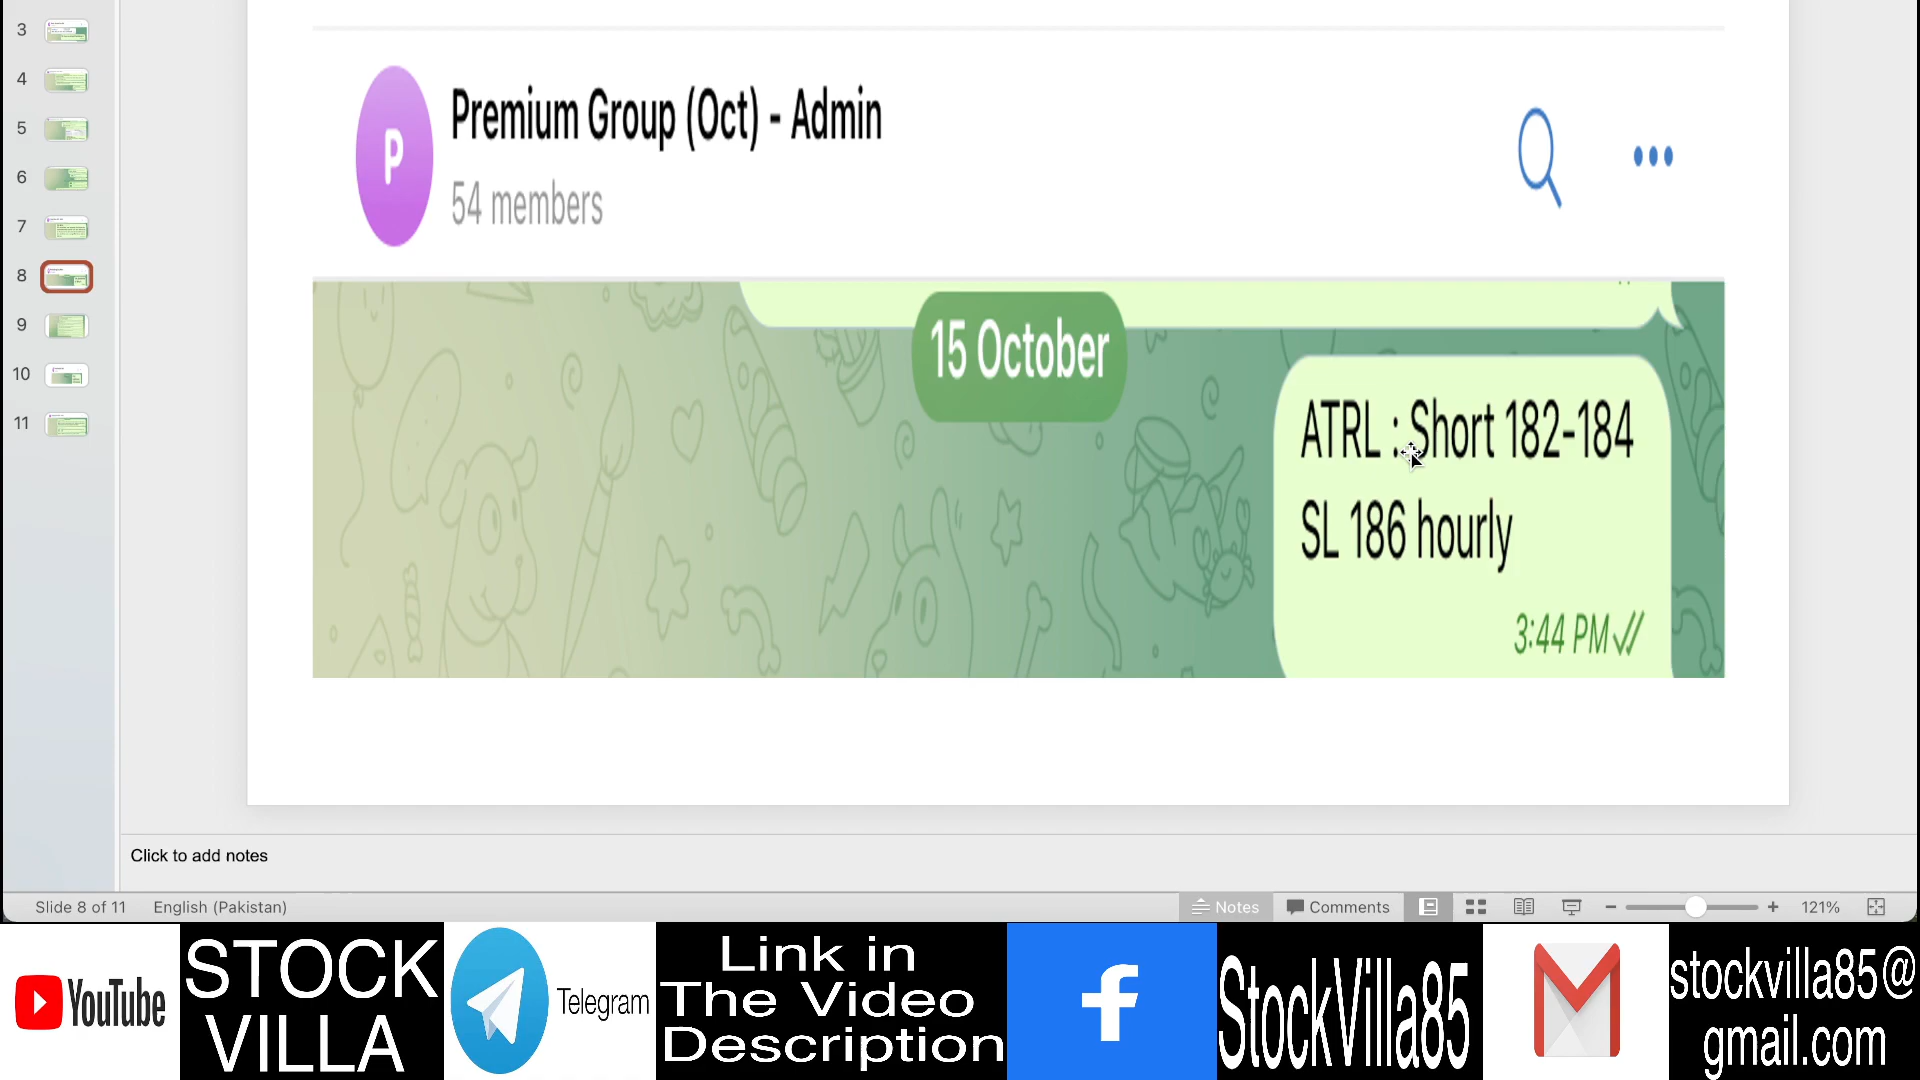 3
4
5
6
7
8
9
10
11
P
Premium Group (Oct) - Admin
54 members
15 October
ATRL : Short 182-184
SL 186 hourly
3:44 PM
Click to add notes
Slide 8 of 11
English (Pakistan)
Notes
Comments
121%
YouTube
STOCK
VILLA
Telegram
Link in
The Video
Description
f
StockVilla85
stockvilla85@
gmail.com